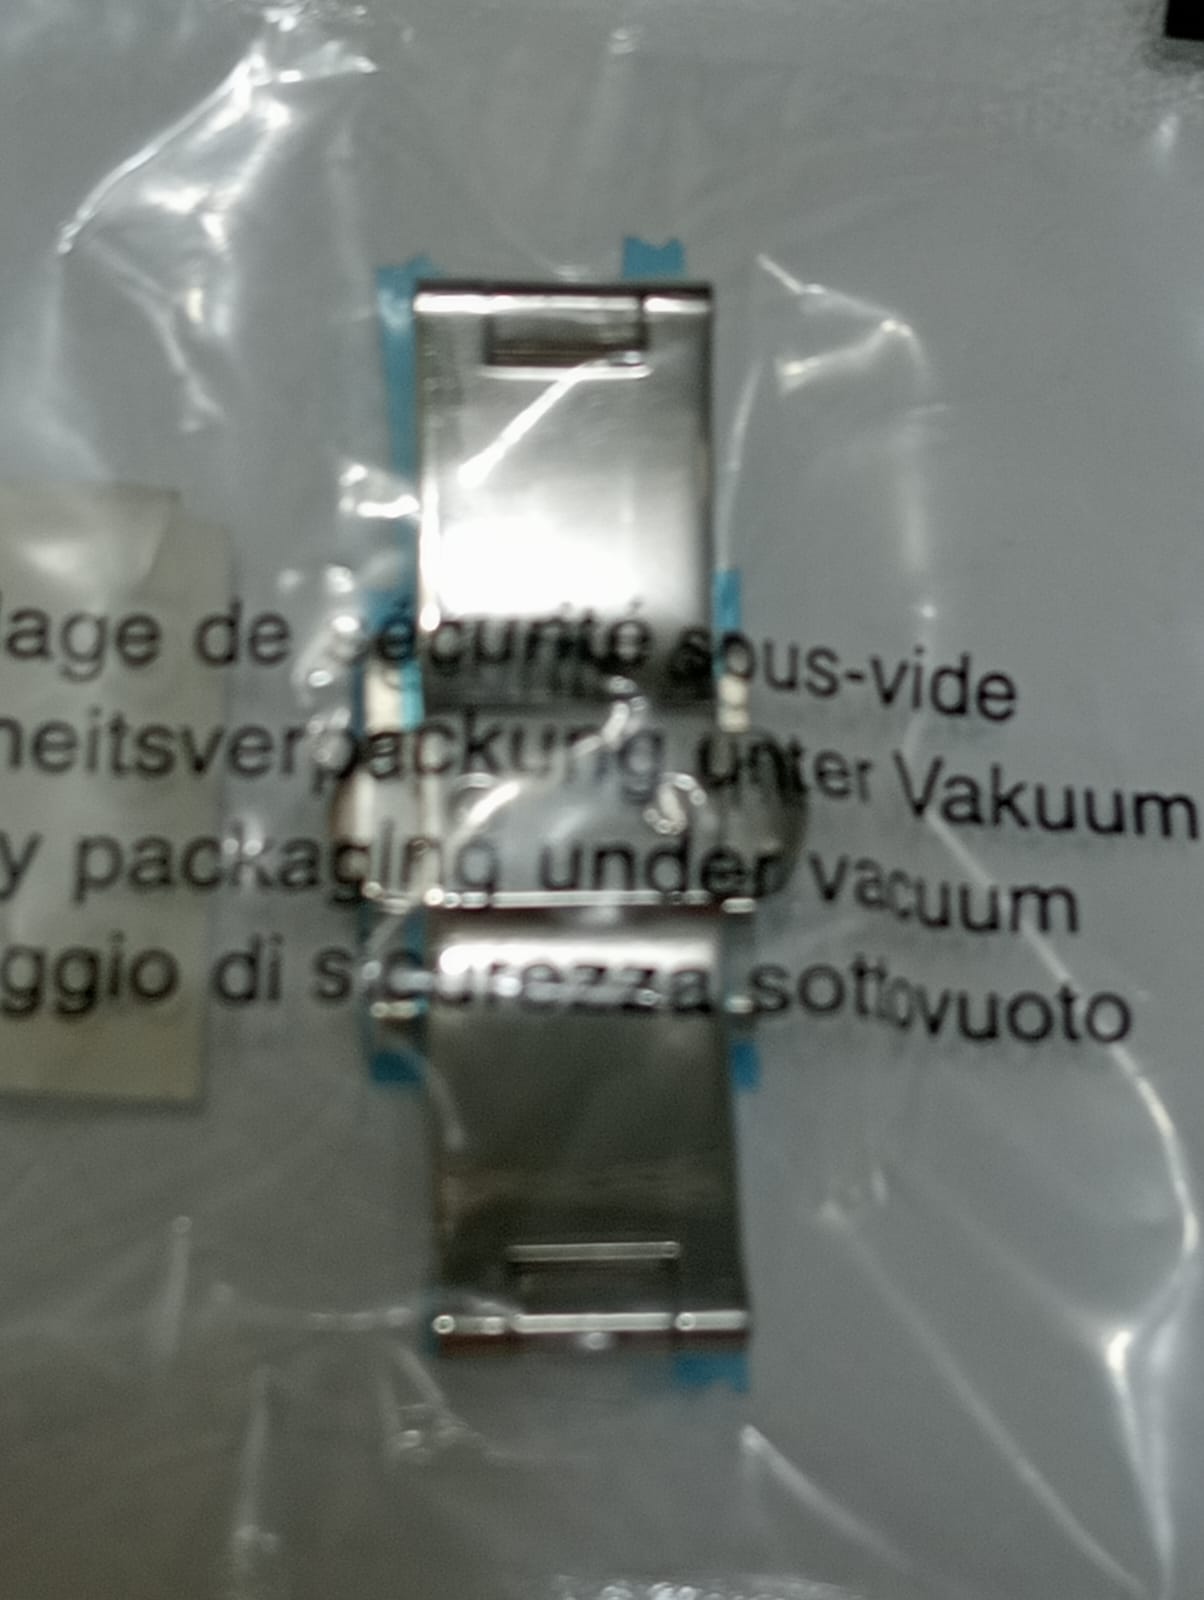 lage de sécurité sous-vide
heitsverpackung unter Vakuum
y packaging under vacuum
ggio di sicurezza sottovuoto